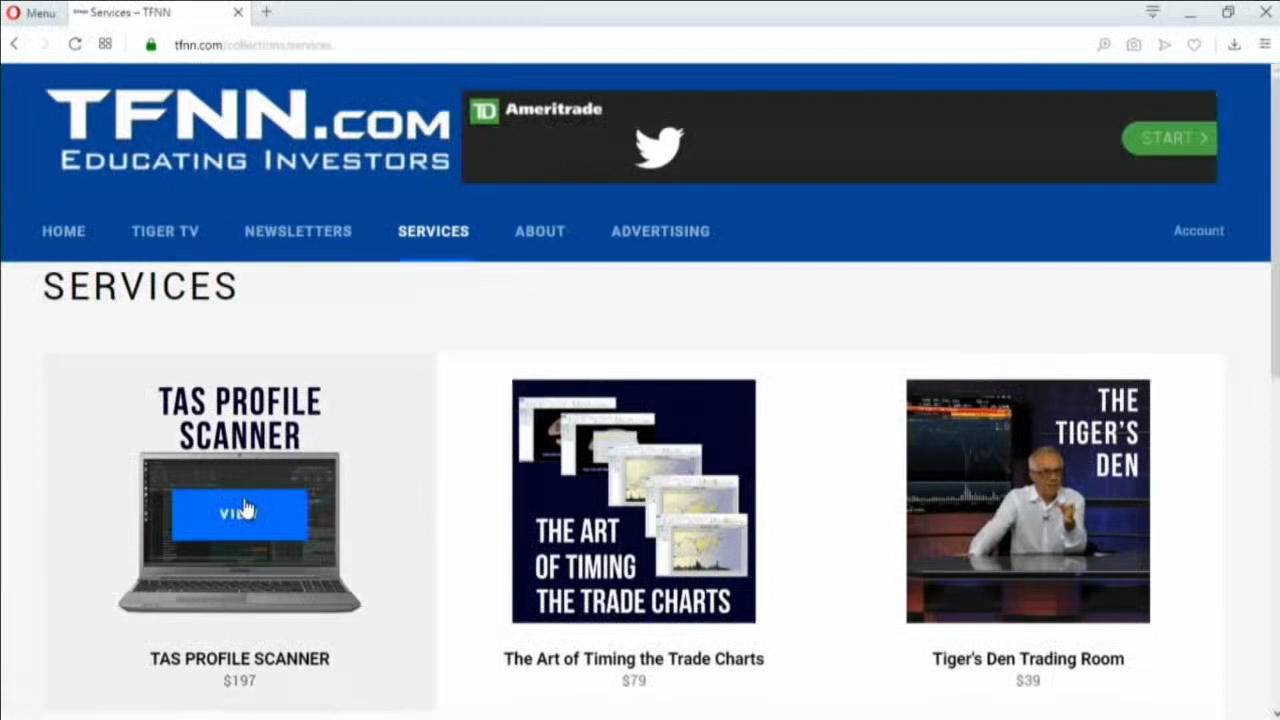 Menu
Services – TFNN
tfnn.com/collections/services
TFNN.COM
EDUCATING INVESTORS
TD Ameritrade
START >
HOME
TIGER TV
NEWSLETTERS
SERVICES
ABOUT
ADVERTISING
Account
SERVICES
TAS PROFILE
SCANNER
THE ART
OF TIMING
THE TRADE CHARTS
THE
TIGER'S
DEN
TAS PROFILE SCANNER
$197
The Art of Timing the Trade Charts
$79
Tiger's Den Trading Room
$39